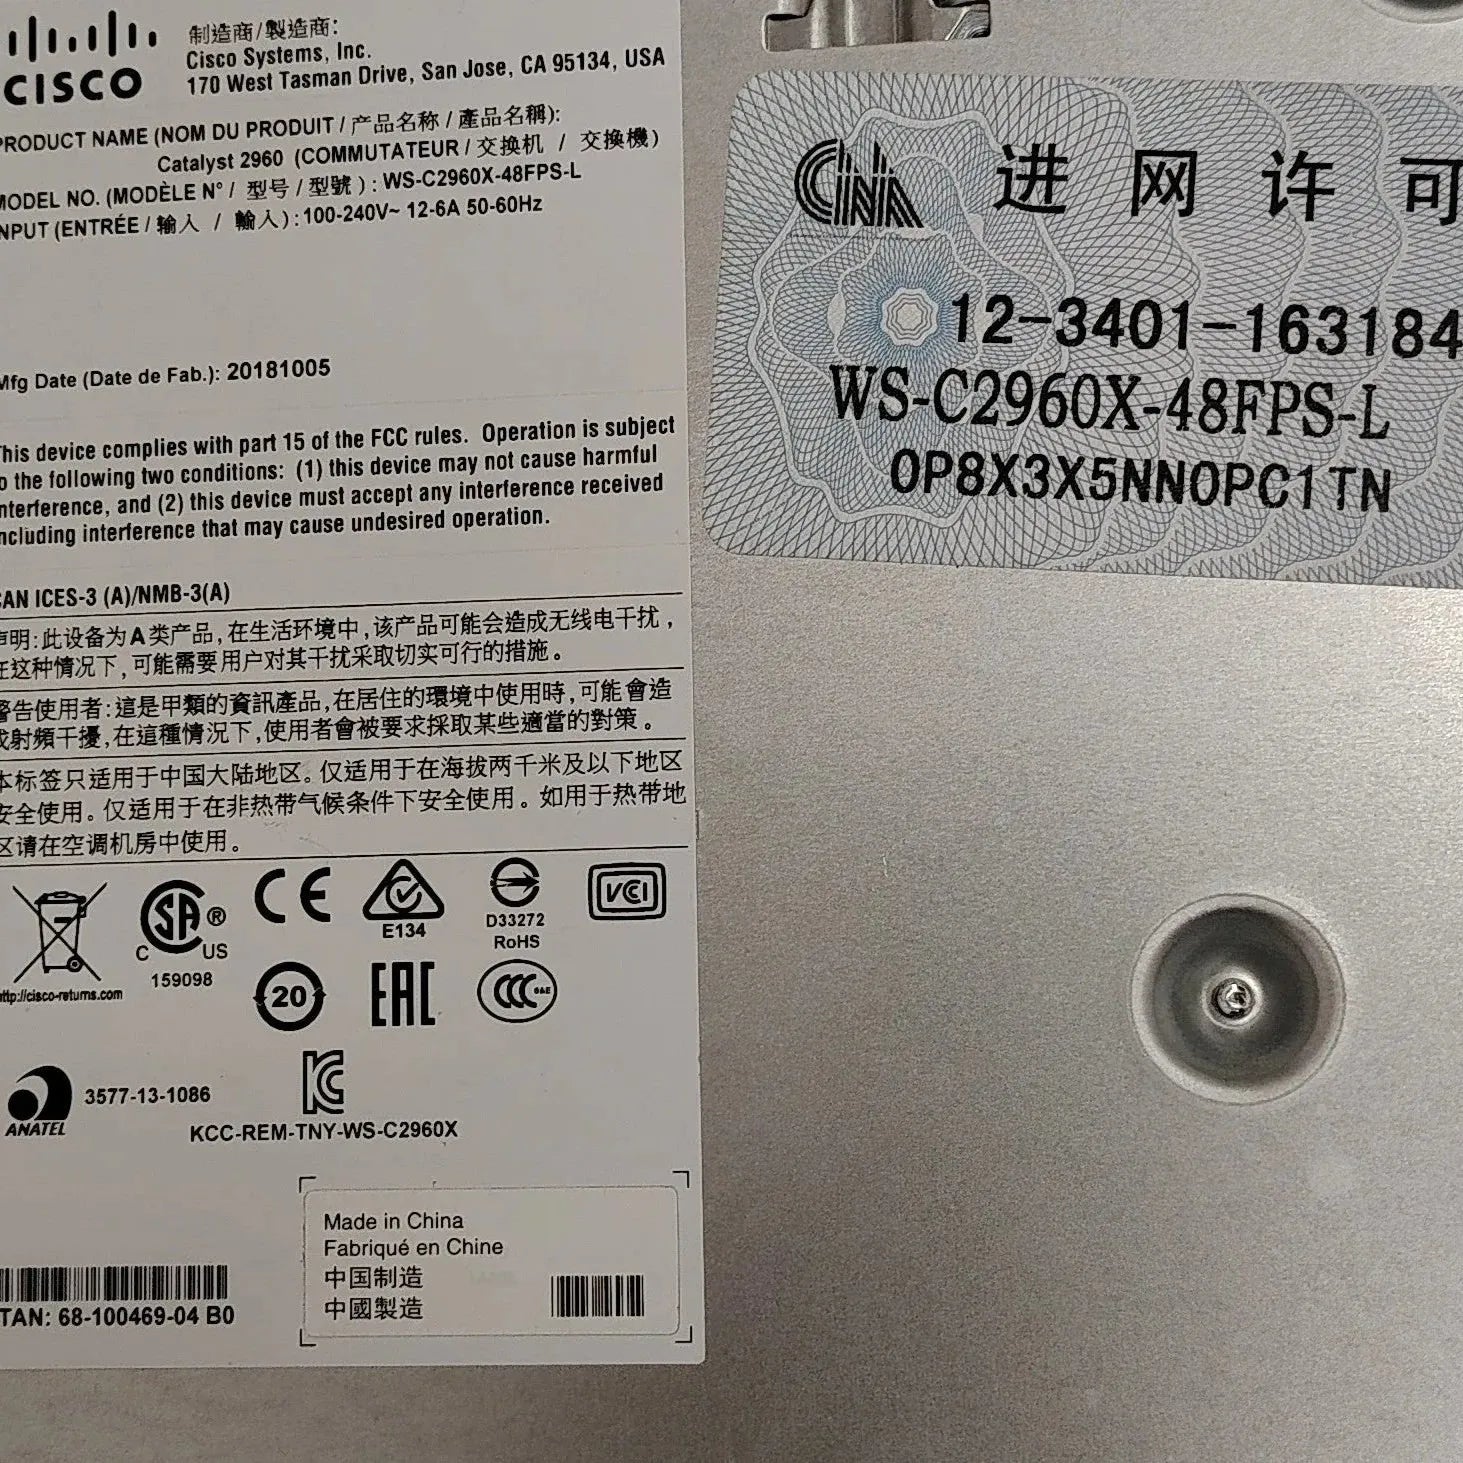 CISCO
制造商/製造商:
Cisco Systems, Inc.
170 West Tasman Drive, San Jose, CA 95134, USA
PRODUCT NAME (NOM DU PRODUIT / 产品名称 / 產品名稱):
Catalyst 2960 (COMMUTATEUR / 交换机 / 交換機)
MODEL NO. (MODÈLE N° / 型号 / 型號 ) : WS-C2960X-48FPS-L
INPUT (ENTRÉE / 输入 / 輸入) : 100-240V~ 12-6A 50-60Hz
Mfg Date (Date de Fab.): 20181005
This device complies with part 15 of the FCC rules. Operation is subject
to the following two conditions: (1) this device may not cause harmful
interference, and (2) this device must accept any interference received
including interference that may cause undesired operation.
CAN ICES-3 (A)/NMB-3(A)
声明:此设备为A类产品,在生活环境中,该产品可能会造成无线电干扰,
在这种情况下,可能需要用户对其干扰采取切实可行的措施。
警告使用者:這是甲類的資訊產品,在居住的環境中使用時,可能會造
成射頻干擾,在這種情況下,使用者會被要求採取某些適當的對策。
本标签只适用于中国大陆地区。仅适用于在海拔两千米及以下地区
安全使用。仅适用于在非热带气候条件下安全使用。如用于热带地
区请在空调机房中使用。
http://cisco-returns.com
C SA ® US
159098
CE
E134
D33272
RoHS
VCI
20
EAC
CCC S&E
ANATEL
3577-13-1086
KCC-REM-TNY-WS-C2960X
TAN: 68-100469-04 B0
Made in China
Fabriqué en Chine
中国制造
中國製造
CINA 进网许可
12-3401-163184
WS-C2960X-48FPS-L
0P8X3X5NN0PC1TN